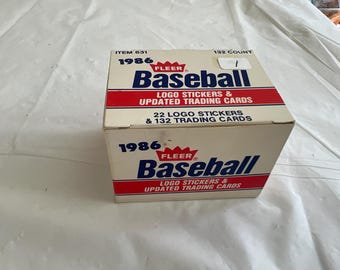 ITEM 631 132 COUNT
1986 FLEER
Baseball
LOGO STICKERS &
UPDATED TRADING CARDS
22 LOGO STICKERS
& 132 TRADING CARDS
1
1986 FLEER
Baseball
LOGO STICKERS &
UPDATED TRADING CARDS